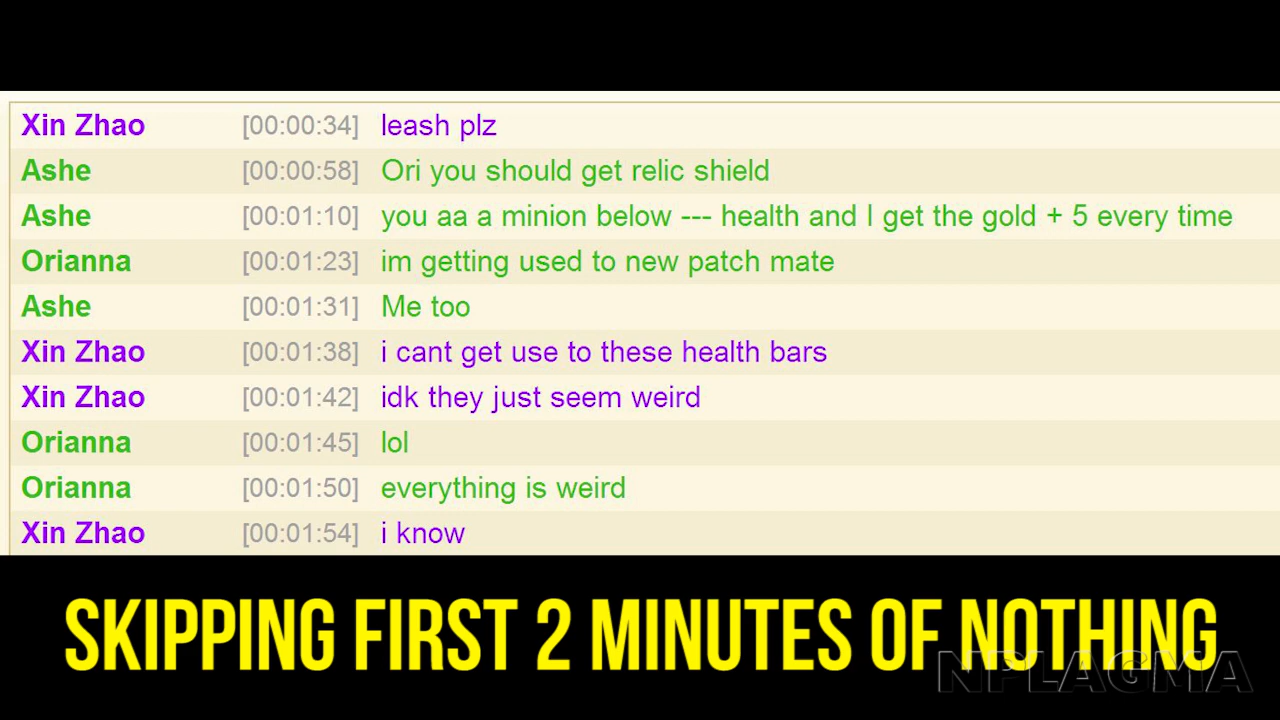 Xin Zhao [00:00:34] leash plz
Ashe [00:00:58] Ori you should get relic shield
Ashe [00:01:10] you aa a minion below --- health and I get the gold + 5 every time
Orianna [00:01:23] im getting used to new patch mate
Ashe [00:01:31] Me too
Xin Zhao [00:01:38] i cant get use to these health bars
Xin Zhao [00:01:42] idk they just seem weird
Orianna [00:01:45] lol
Orianna [00:01:50] everything is weird
Xin Zhao [00:01:54] i know
SKIPPING FIRST 2 MINUTES OF NOTHING
NPLAGMA